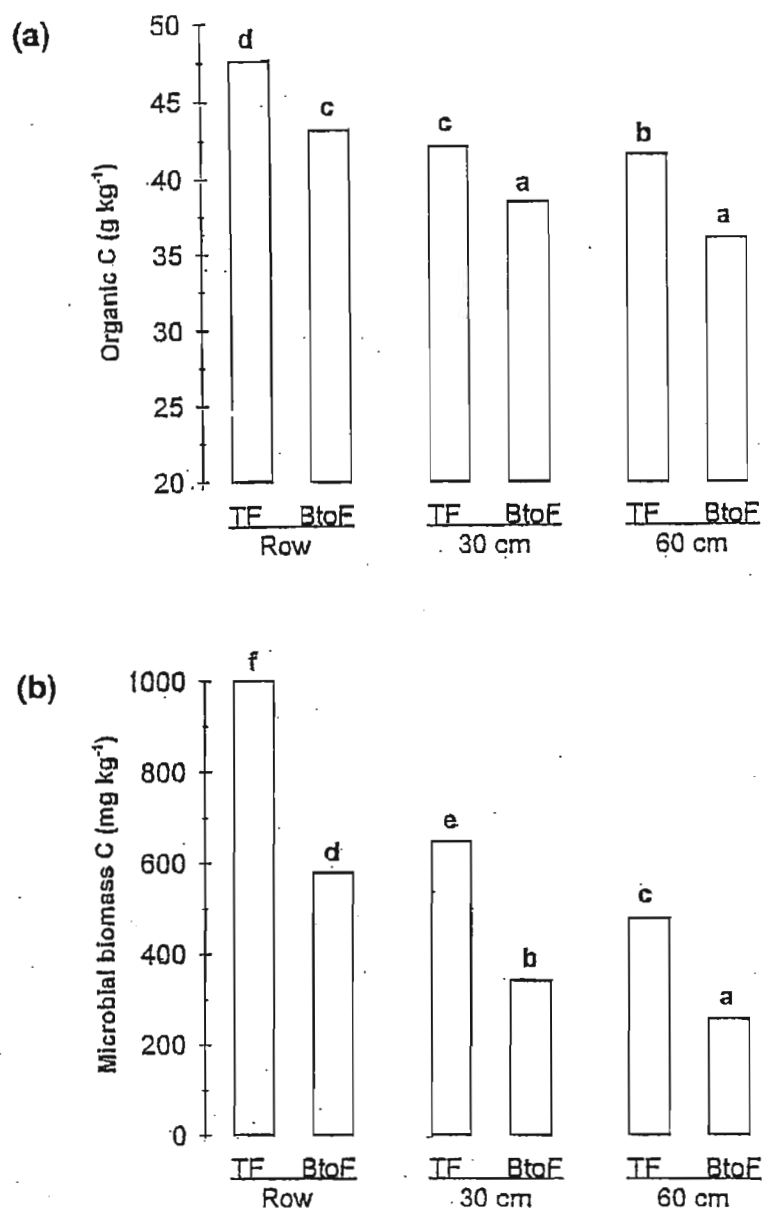 (a)
50
45
40
35
30
25
20
Organic C (g kg⁻¹)
d
c
c
a
b
a
TF BtoF TF BtoF TF BtoF
Row 30 cm 60 cm
(b)
1000
800
600
400
200
0
Microbial biomass C (mg kg⁻¹)
f
d
e
b
c
a
TF BtoF TF BtoF TF BtoF
Row 30 cm 60 cm